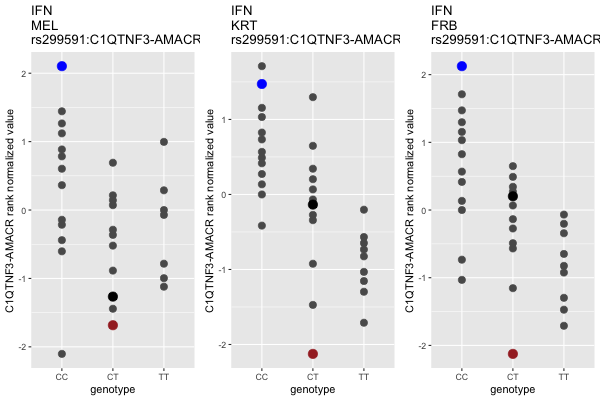 IFN
MEL
rs299591:C1QTNF3-AMACR
C1QTNF3-AMACR rank normalized value
2
1
0
-1
-2
CC
CT
TT
genotype
IFN
KRT
rs299591:C1QTNF3-AMACR
C1QTNF3-AMACR rank normalized value
1
0
-1
-2
CC
CT
TT
genotype
IFN
FRB
rs299591:C1QTNF3-AMACR
C1QTNF3-AMACR rank normalized value
2
1
0
-1
-2
CC
CT
TT
genotype